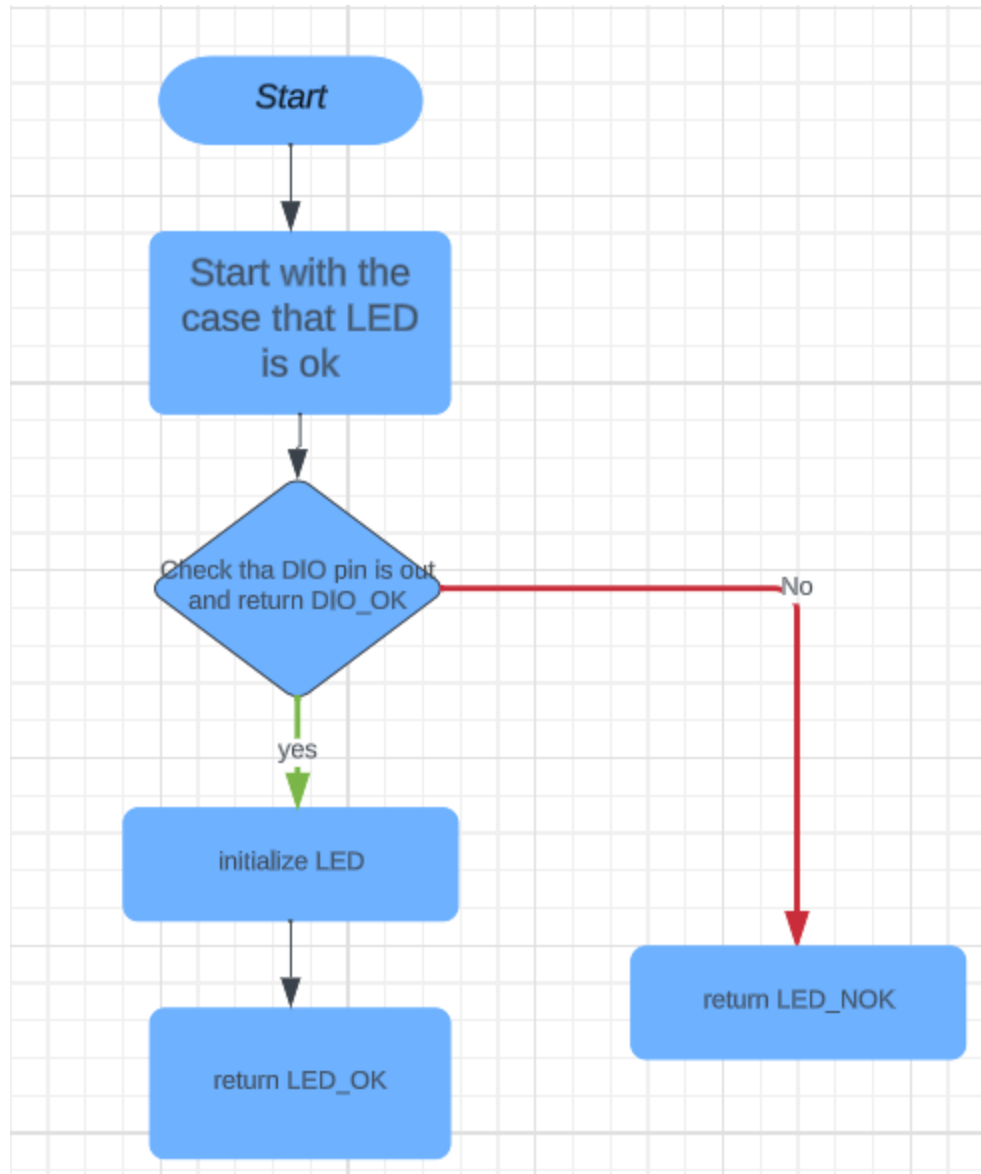 Start
Start with the
case that LED
is ok
Check tha DIO pin is out
and return DIO_OK
No
yes
initialize LED
return LED_NOK
return LED_OK